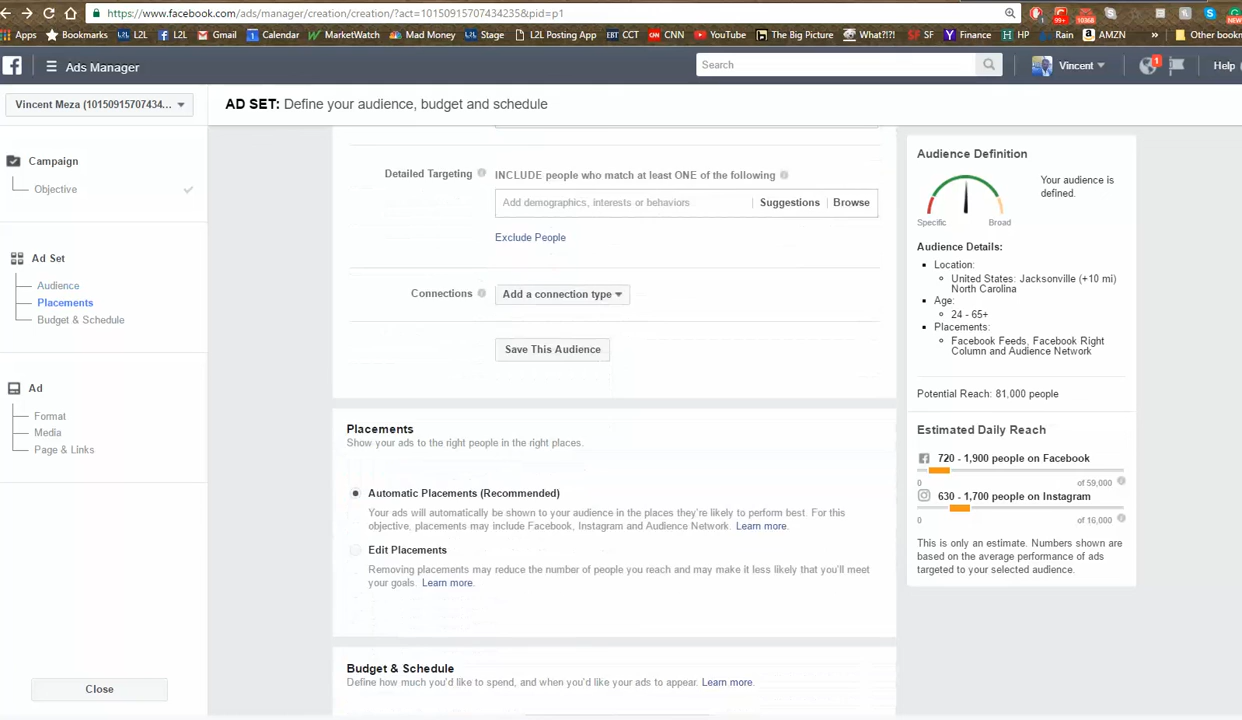 https://www.facebook.com/ads/manager/creation/creation/?act=101509157074342358&pid=p1
1 99+ 10368 NEW
Apps Bookmarks L2L L2L Gmail 1 Calendar MarketWatch Mad Money Stage L2L Posting App EBT CCT CNN YouTube The Big Picture What?!?! SF SF Finance HP Rain AMZN » Other bookm
Ads Manager Search Vincent 1 Help
Vincent Meza (10150915707434...
AD SET: Define your audience, budget and schedule
Campaign
Objective
Ad Set
Audience
Placements
Budget & Schedule
Ad
Format
Media
Page & Links
Close
Detailed Targeting INCLUDE people who match at least ONE of the following
Add demographics, interests or behaviors Suggestions Browse
Exclude People
Connections Add a connection type
Save This Audience
Placements
Show your ads to the right people in the right places.
Automatic Placements (Recommended)
Your ads will automatically be shown to your audience in the places they're likely to perform best. For this
objective, placements may include Facebook, Instagram and Audience Network. Learn more.
Edit Placements
Removing placements may reduce the number of people you reach and may make it less likely that you'll meet
your goals. Learn more.
Budget & Schedule
Define how much you'd like to spend, and when you'd like your ads to appear. Learn more.
Audience Definition
Your audience is
defined.
Specific Broad
Audience Details:
Location:
United States: Jacksonville (+10 mi)
North Carolina
Age:
24 - 65+
Placements:
Facebook Feeds, Facebook Right
Column and Audience Network
Potential Reach: 81,000 people
Estimated Daily Reach
720 - 1,900 people on Facebook
0 of 59,000
630 - 1,700 people on Instagram
0 of 16,000
This is only an estimate. Numbers shown are
based on the average performance of ads
targeted to your selected audience.